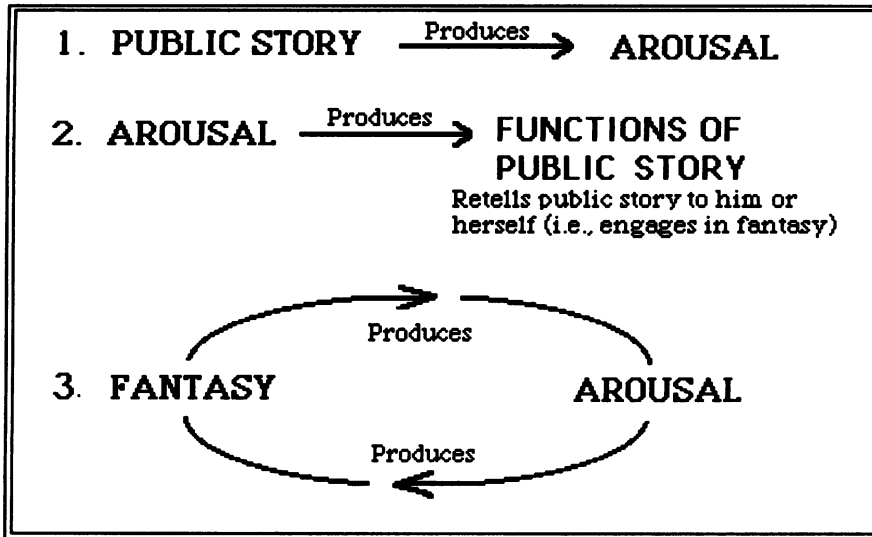 1. PUBLIC STORY Produces AROUSAL
2. AROUSAL Produces FUNCTIONS OF
PUBLIC STORY
Retells public story to him or
herself (i.e., engages in fantasy)
Produces
3. FANTASY AROUSAL
Produces